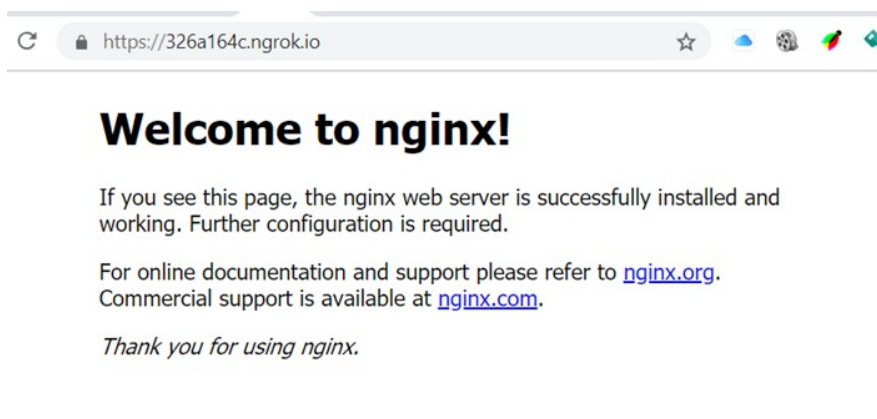 https://326a164c.ngrok.io
Welcome to nginx!
If you see this page, the nginx web server is successfully installed and
working. Further configuration is required.
For online documentation and support please refer to nginx.org.
Commercial support is available at nginx.com.
Thank you for using nginx.